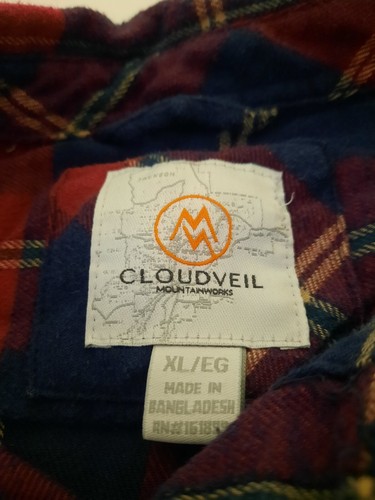 CLOUDVEIL
MOUNTAINWORKS
XL/EG
MADE IN
BANGLADESH